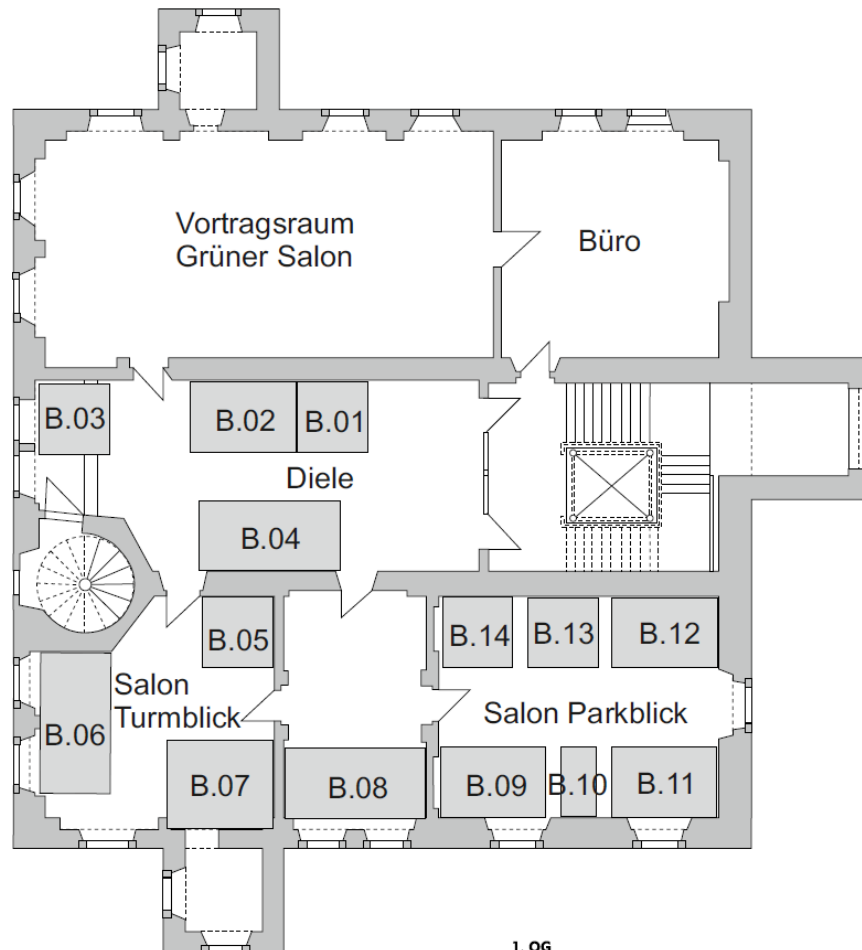 Vortragsraum
Grüner Salon
Büro
B.03
B.02
B.01
Diele
B.04
B.05
B.14
B.13
B.12
Salon
Turmblick
Salon Parkblick
B.06
B.07
B.08
B.09
B.10
B.11
1. OG